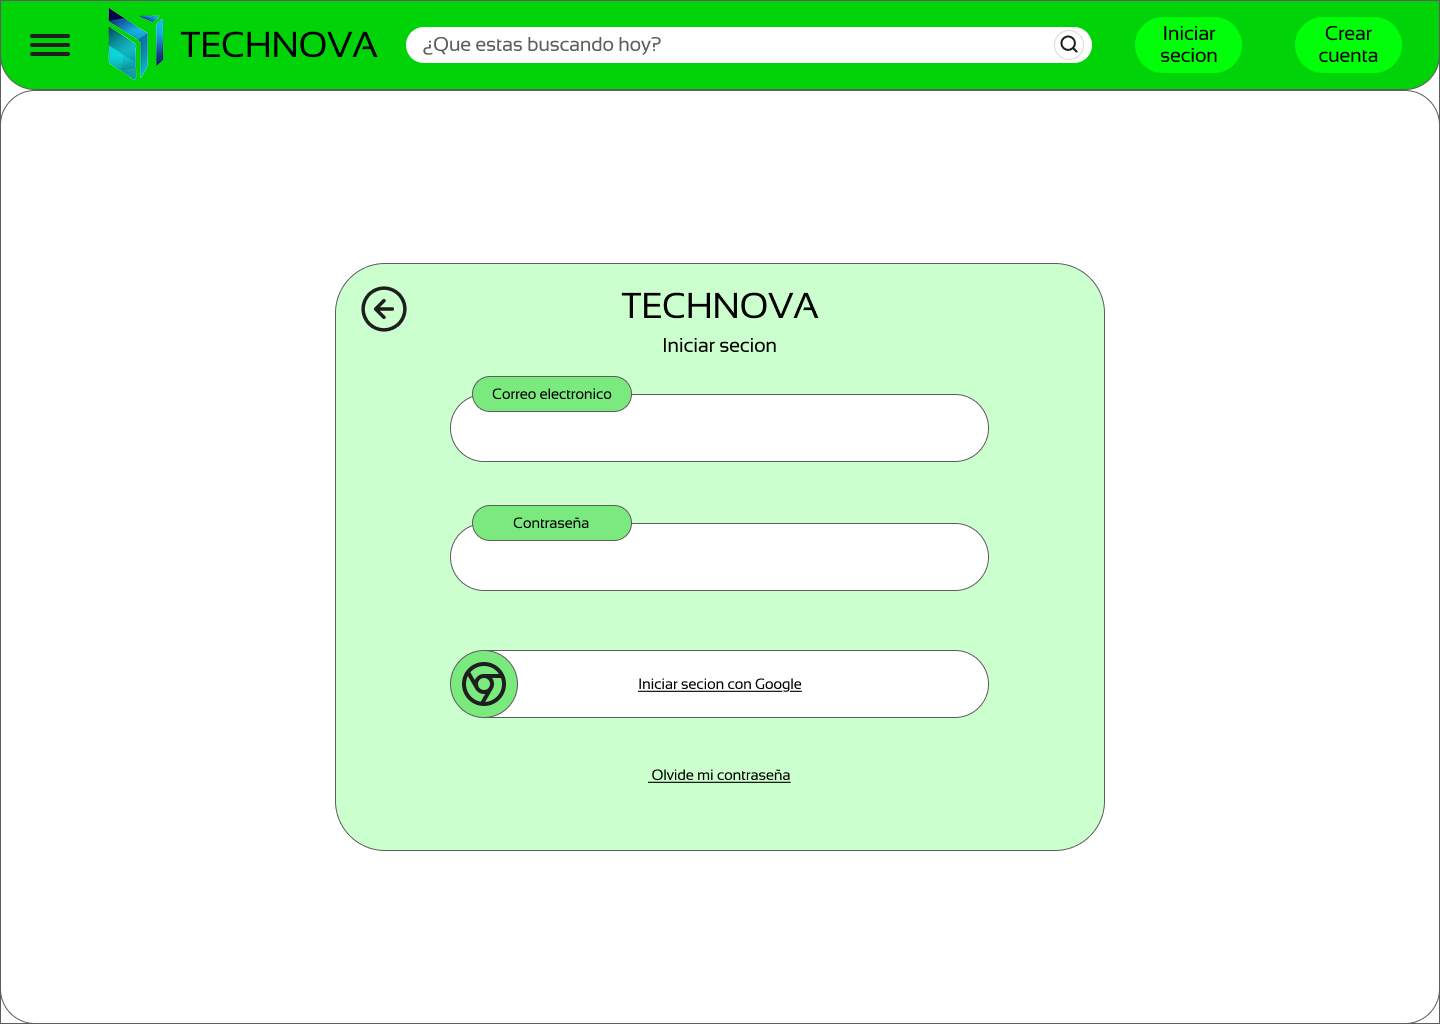 TECHNOVA
¿Que estas buscando hoy?
Iniciar
secion
Crear
cuenta
TECHNOVA
Iniciar secion
Correo electronico
Contraseña
Iniciar secion con Google
Olvide mi contraseña